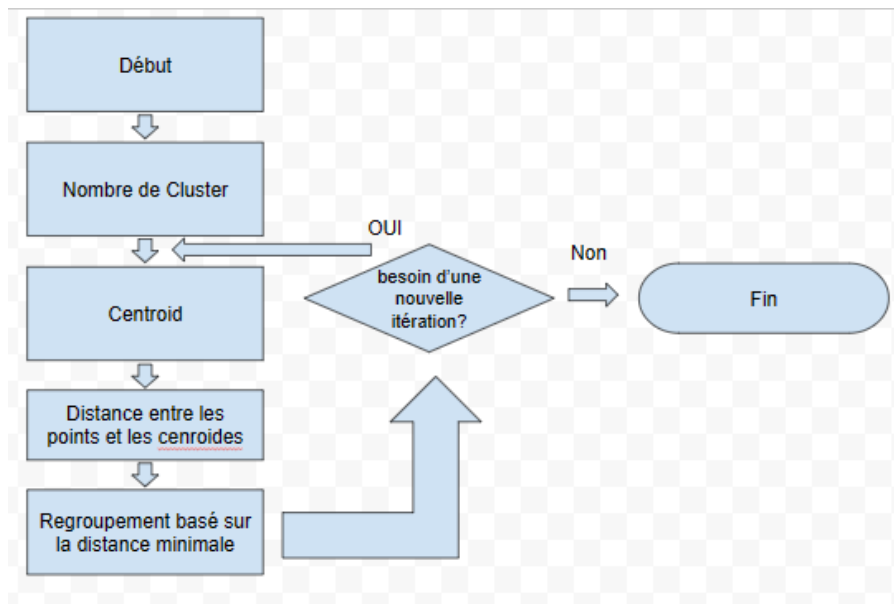 Début
Nombre de Cluster
OUI
Non
besoin d'une
nouvelle
itération?
Fin
Centroid
Distance entre les
points et les cenroides
Regroupement basé sur
la distance minimale